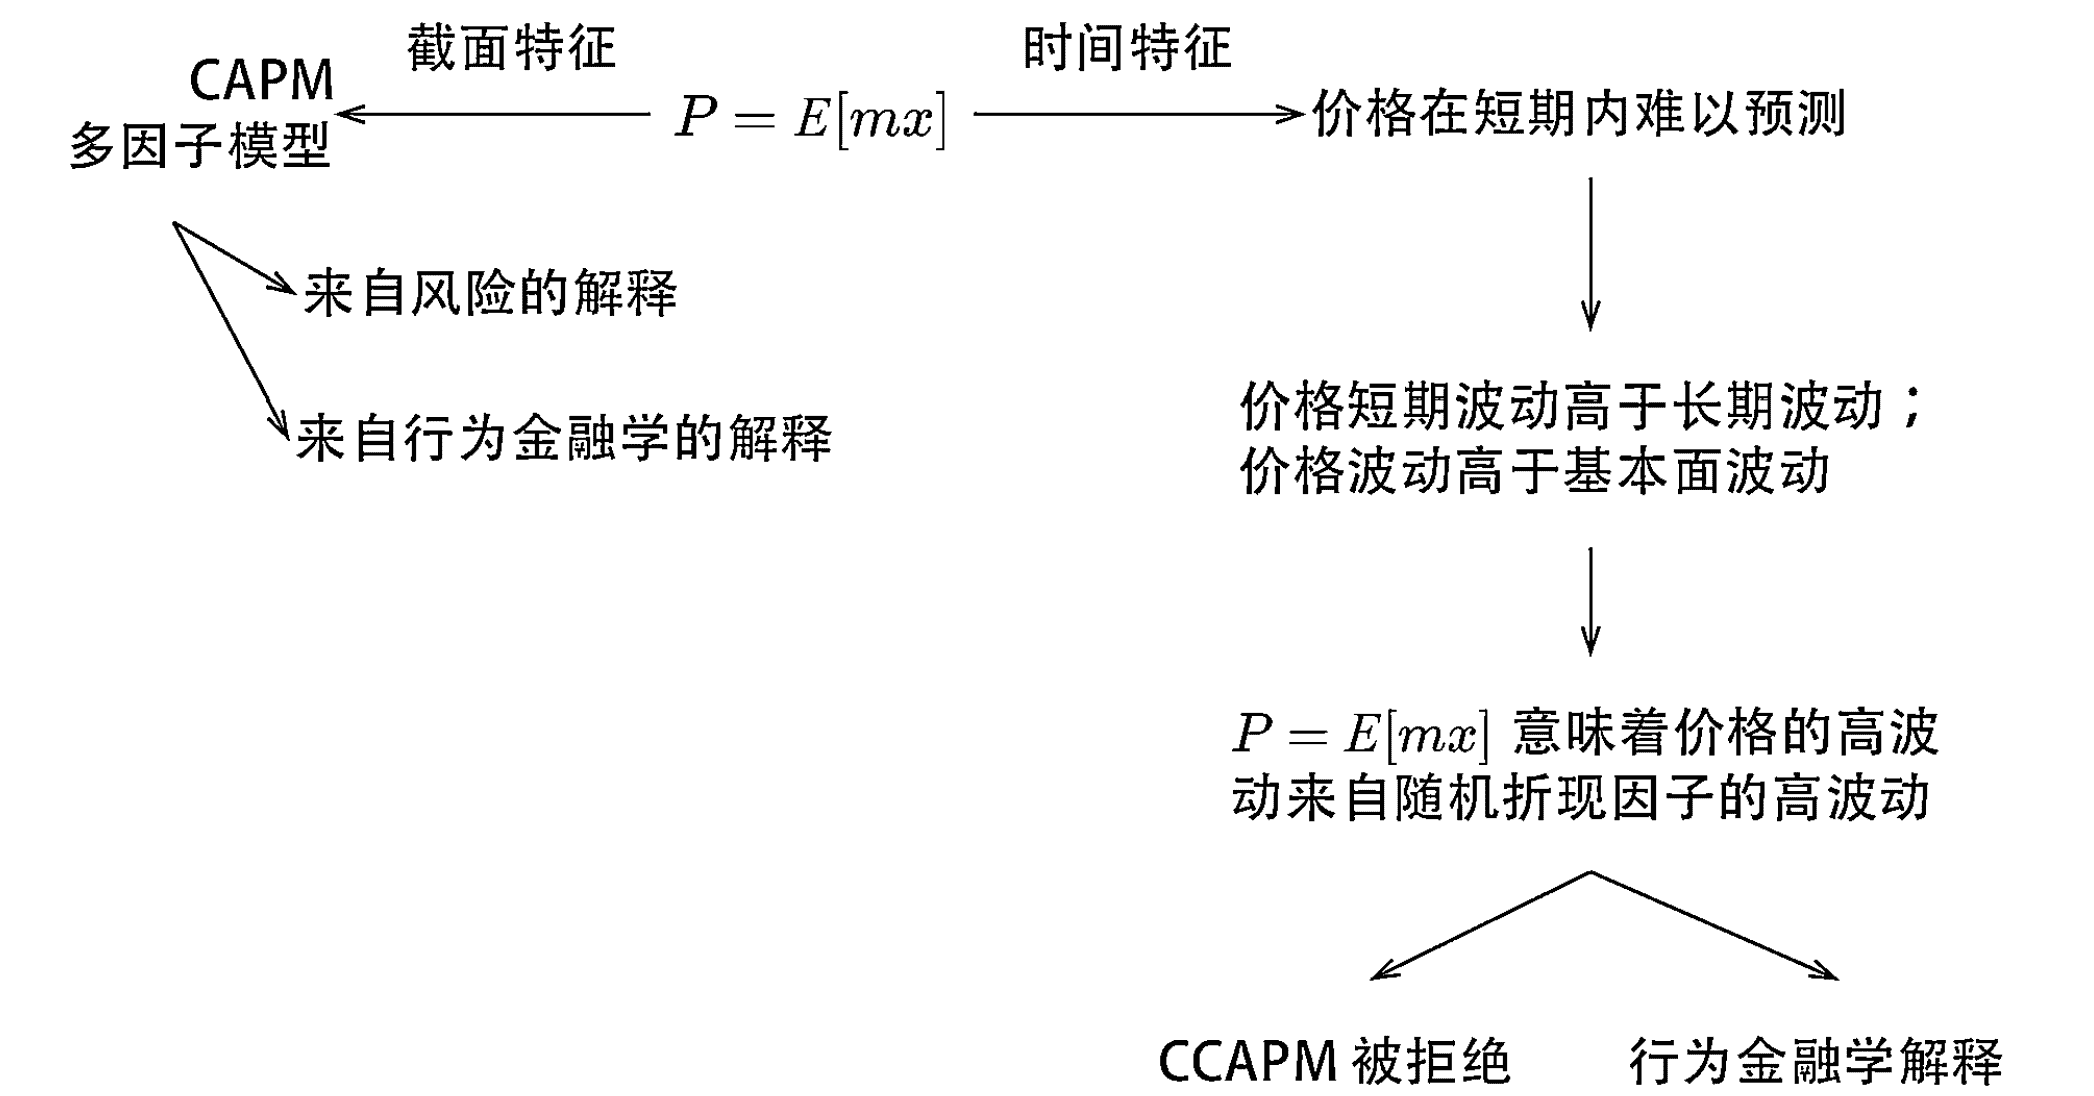 截面特征
时间特征
CAPM
多因子模型
P = E[mx]
价格在短期内难以预测
来自风险的解释
来自行为金融学的解释
价格短期波动高于长期波动；
价格波动高于基本面波动
P = E[mx] 意味着价格的高波
动来自随机折现因子的高波动
CCAPM 被拒绝
行为金融学解释